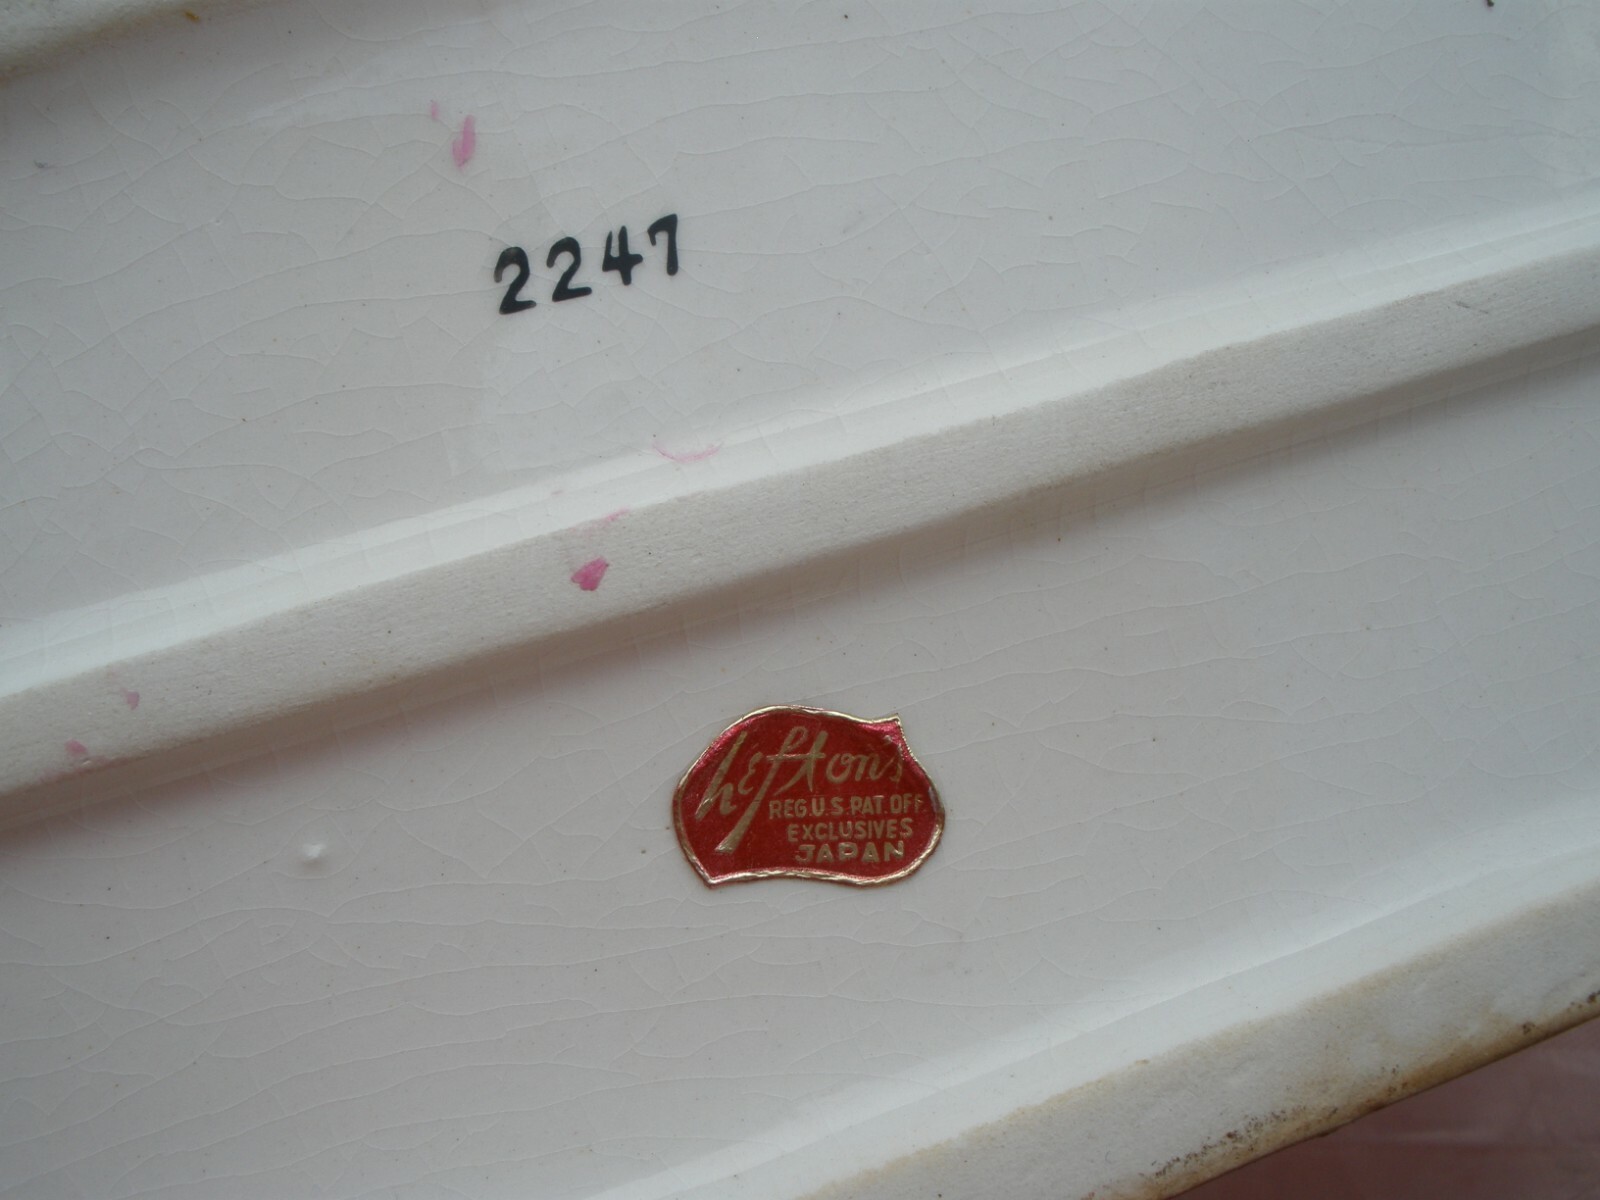 2247
Lefton's
REG.U.S.PAT.OFF.
EXCLUSIVES
JAPAN